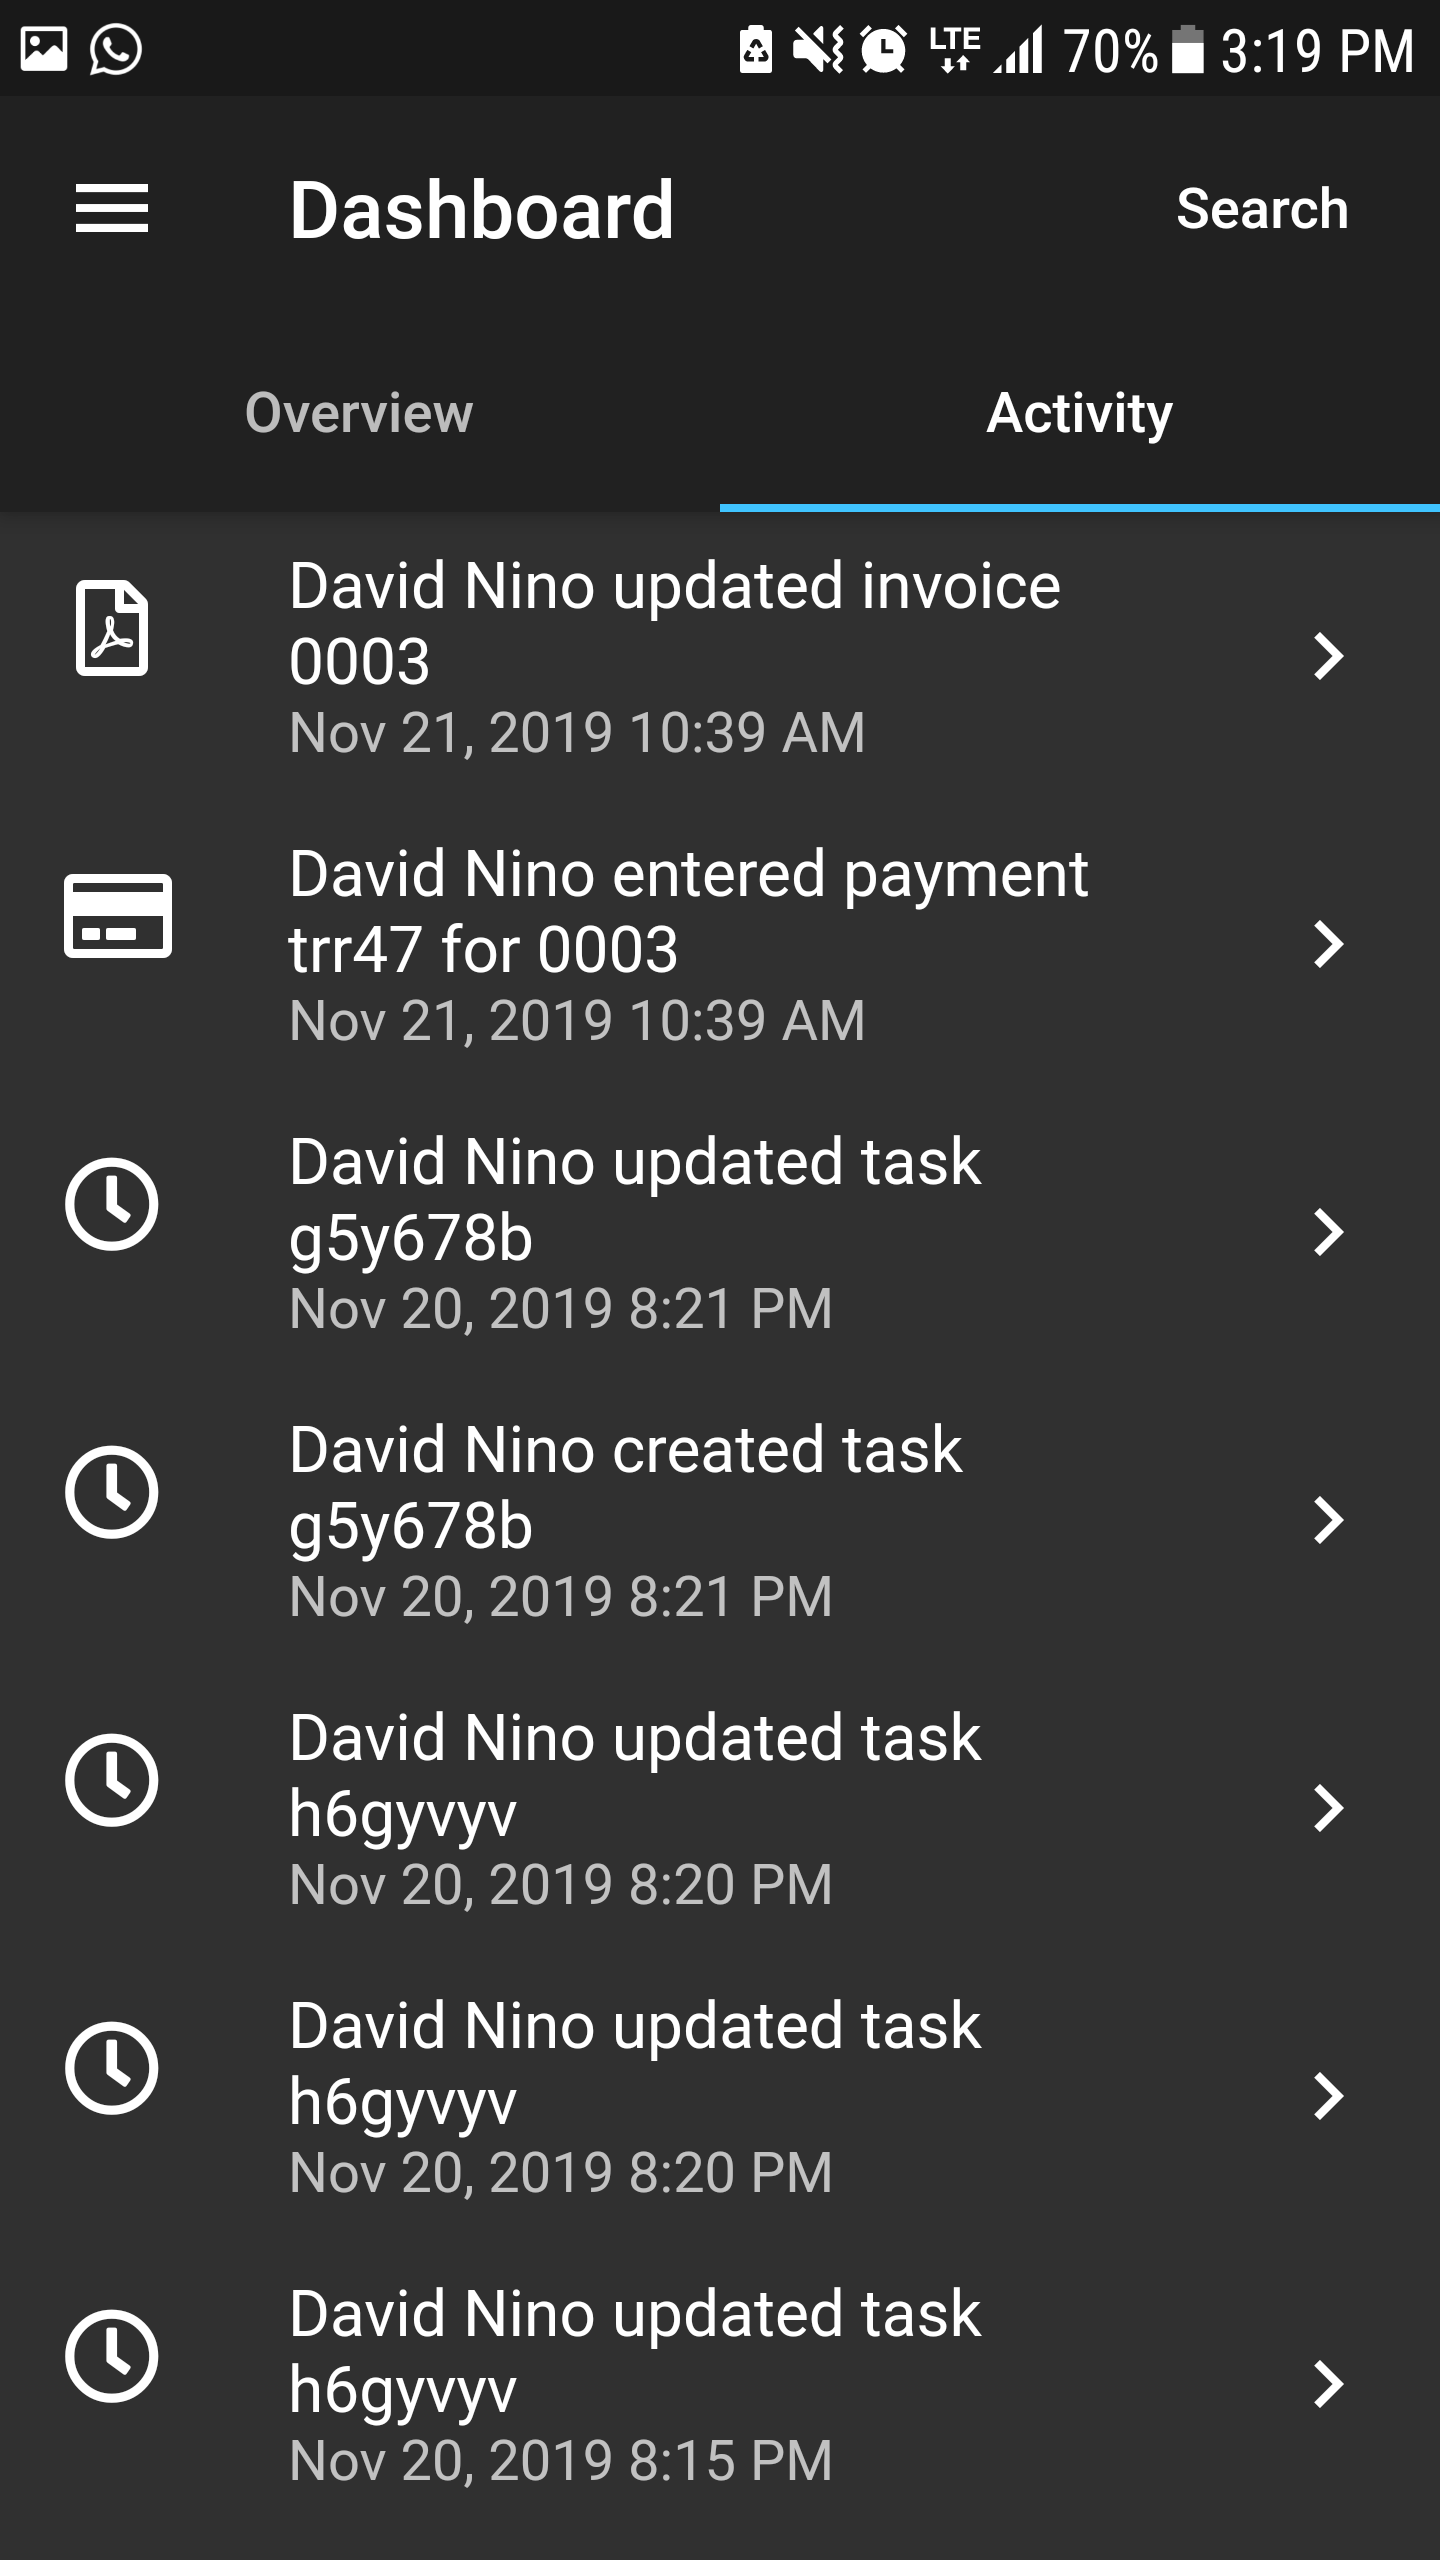 LTE 70% 3:19 PM
Dashboard Search
Overview Activity
David Nino updated invoice
0003
Nov 21, 2019 10:39 AM
David Nino entered payment
trr47 for 0003
Nov 21, 2019 10:39 AM
David Nino updated task
g5y678b
Nov 20, 2019 8:21 PM
David Nino created task
g5y678b
Nov 20, 2019 8:21 PM
David Nino updated task
h6gyvyv
Nov 20, 2019 8:20 PM
David Nino updated task
h6gyvyv
Nov 20, 2019 8:20 PM
David Nino updated task
h6gyvyv
Nov 20, 2019 8:15 PM